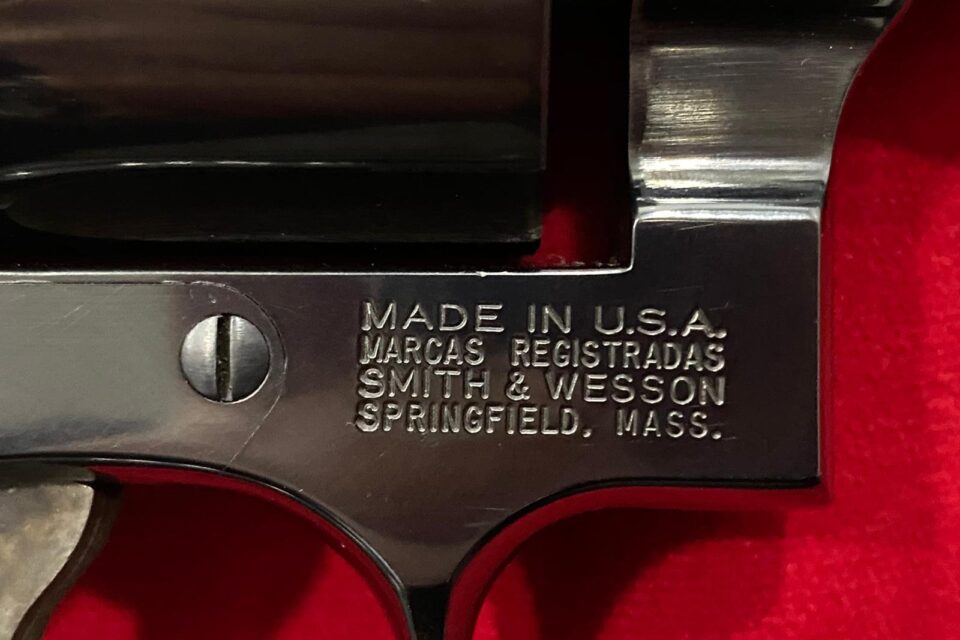 MADE IN U.S.A.
MARCAS REGISTRADAS
SMITH & WESSON
SPRINGFIELD, MASS.